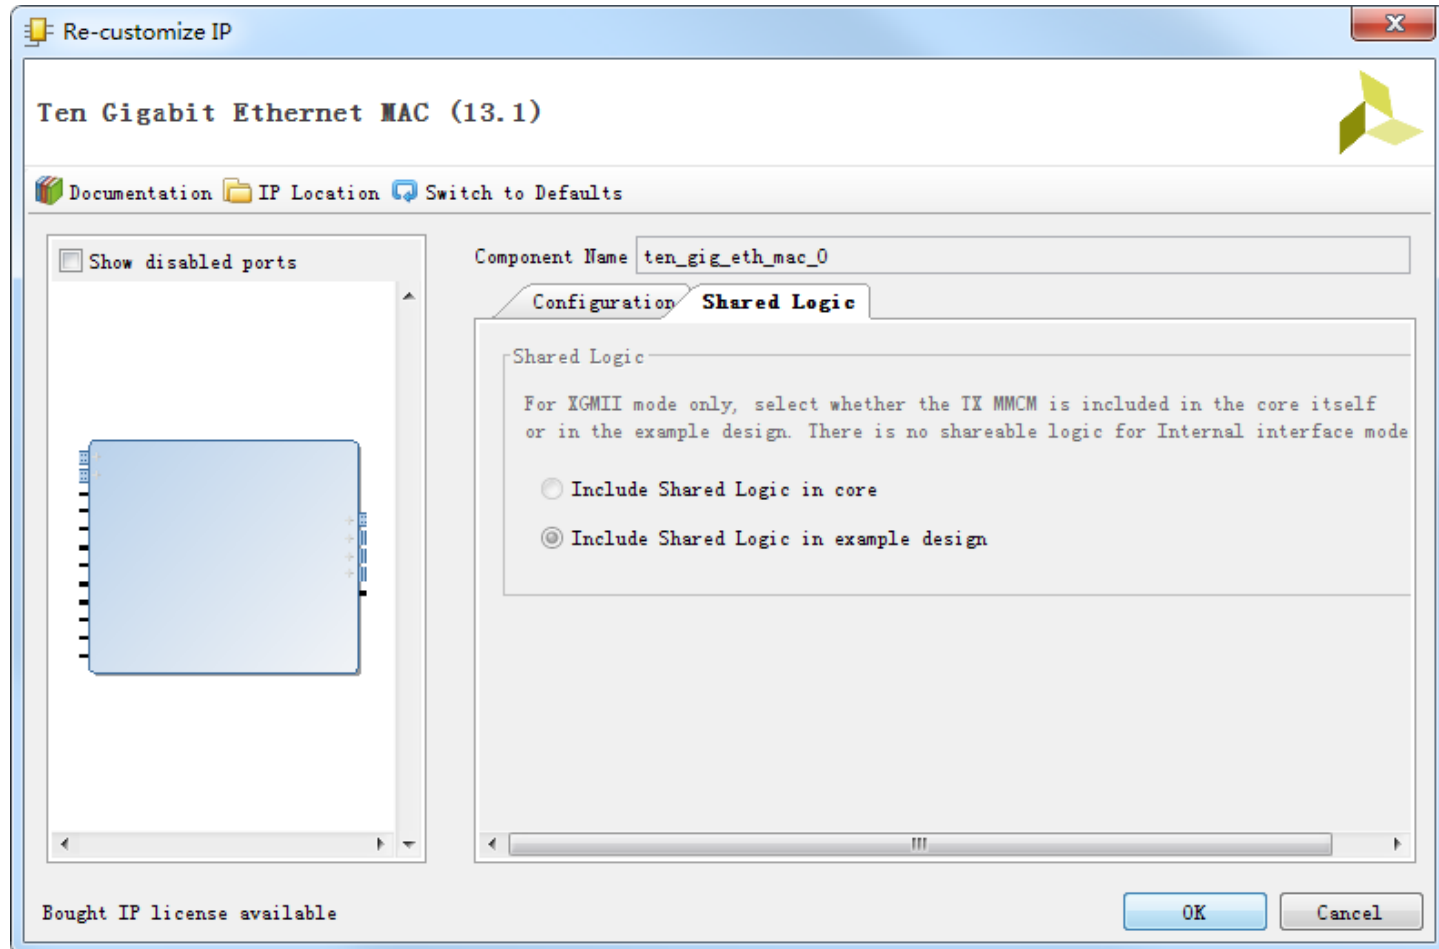 Re-customize IP
Ten Gigabit Ethernet MAC (13.1)
Documentation IP Location Switch to Defaults
Show disabled ports
Component Name ten_gig_eth_mac_0
Configuration Shared Logic
Shared Logic
For XGMII mode only, select whether the TX MMCM is included in the core itself
or in the example design. There is no shareable logic for Internal interface mode
Include Shared Logic in core
Include Shared Logic in example design
Bought IP license available
OK Cancel